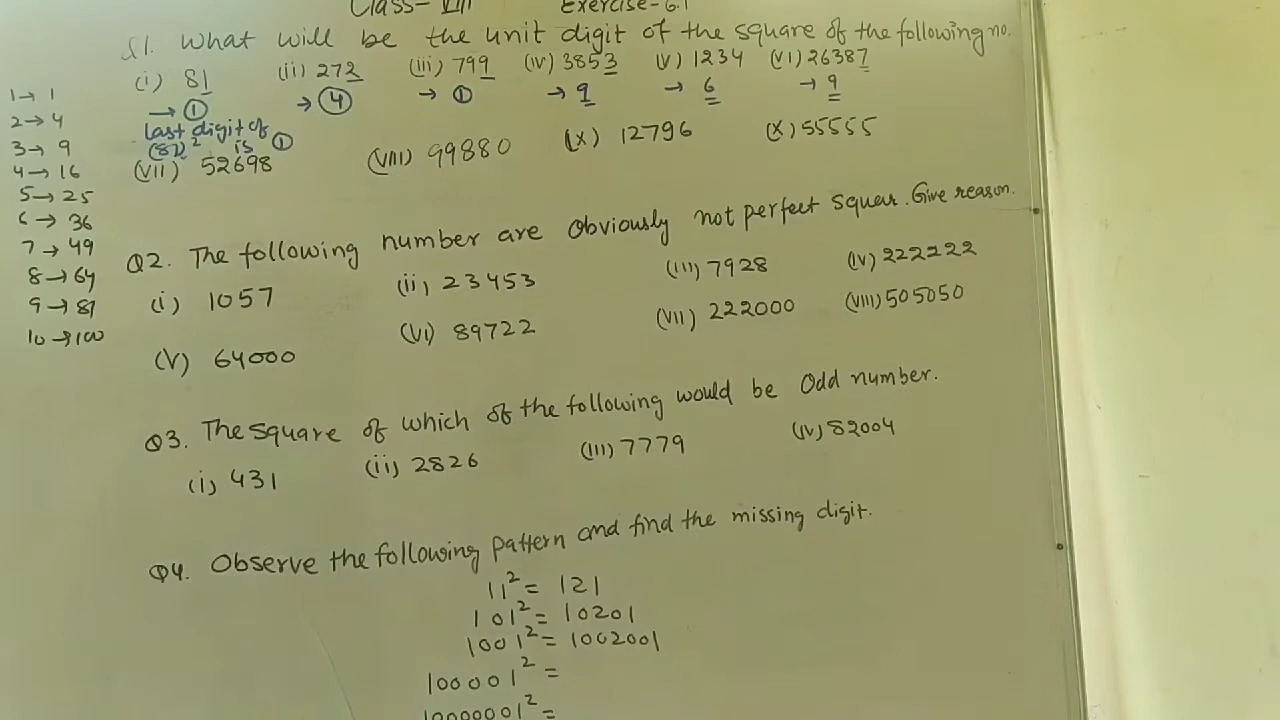 Class- VIII Exercise-6.1
Q1. What will be the unit digit of the square of the following no.
(i) 81 (ii) 272 (iii) 799 (iv) 3853 (v) 1234 (vi) 26387
→ 1 → 4 → 1 → 9 → 6 → 9
last digit of
(81)² is 1
(vii) 52698 (viii) 99880 (x) 12796 (x) 55555
1→ 1
2→ 4
3→ 9
4→ 16
5→ 25
6→ 36
7→ 49
8→ 64
9→ 81
10→100
Q2. The following number are obviously not perfect squar. Give reason.
(i) 1057 (ii) 23453 (iii) 7928 (iv) 222222
(v) 64000 (vi) 89722 (vii) 222000 (viii) 505050
Q3. The square of which of the following would be Odd number.
(i) 431 (ii) 2826 (iii) 7779 (iv) 82004
Q4. Observe the following pattern and find the missing digit.
11² = 121
101² = 10201
1001² = 1002001
100001² =
10000001² =